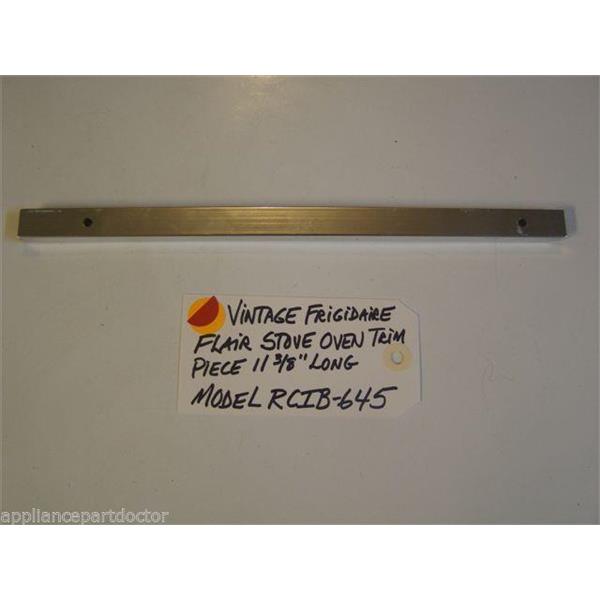 VINTAGE FRIGIDAIRE
FLAIR STOVE OVEN TRIM
PIECE 11 3/8" LONG
MODEL RCIB-645
appliancepartdoctor